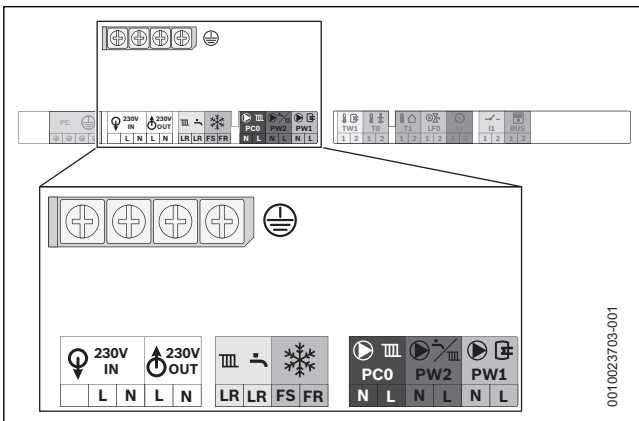 PE 230V IN 230V OUT PC0 PW2 PW1 TW1 T0 T1 LF0 I3 I1 BUS
L N L N LR LR FS FR N L N L N L 1 2 1 2 1 2 1 2 1 2 1 2
230V IN 230V OUT PC0 PW2 PW1
L N L N LR LR FS FR N L N L N L
0010023703-001